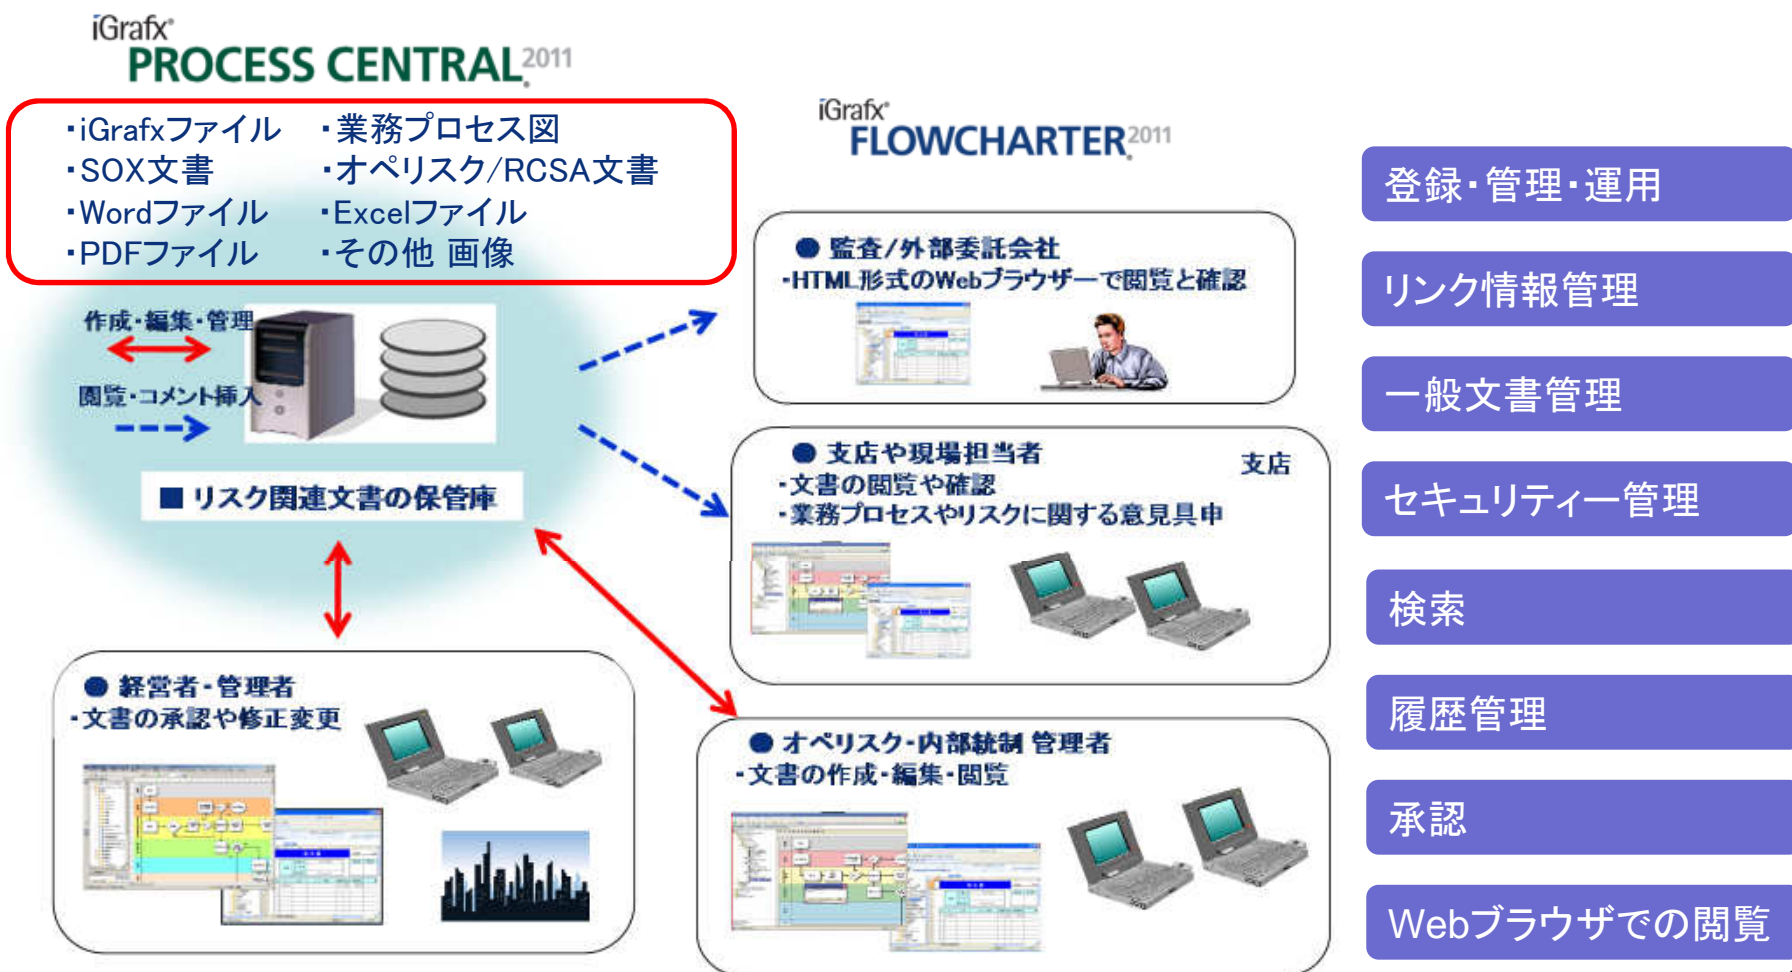 iGrafx®
PROCESS CENTRAL® 2011
・iGrafxファイル ・業務プロセス図
・SOX文書 ・オペリスク/RCSA文書
・Wordファイル ・Excelファイル
・PDFファイル ・その他 画像
作成・編集・管理
閲覧・コメント挿入
■ リスク関連文書の保管庫
iGrafx®
FLOWCHARTER® 2011
● 監査/外部委託会社
・HTML形式のWebブラウザーで閲覧と確認
● 支店や現場担当者
支店
・文書の閲覧や確認
・業務プロセスやリスクに関する意見具申
● 経営者・管理者
・文書の承認や修正変更
● オペリスク・内部統制 管理者
・文書の作成・編集・閲覧
登録・管理・運用
リンク情報管理
一般文書管理
セキュリティー管理
検索
履歴管理
承認
Webブラウザでの閲覧